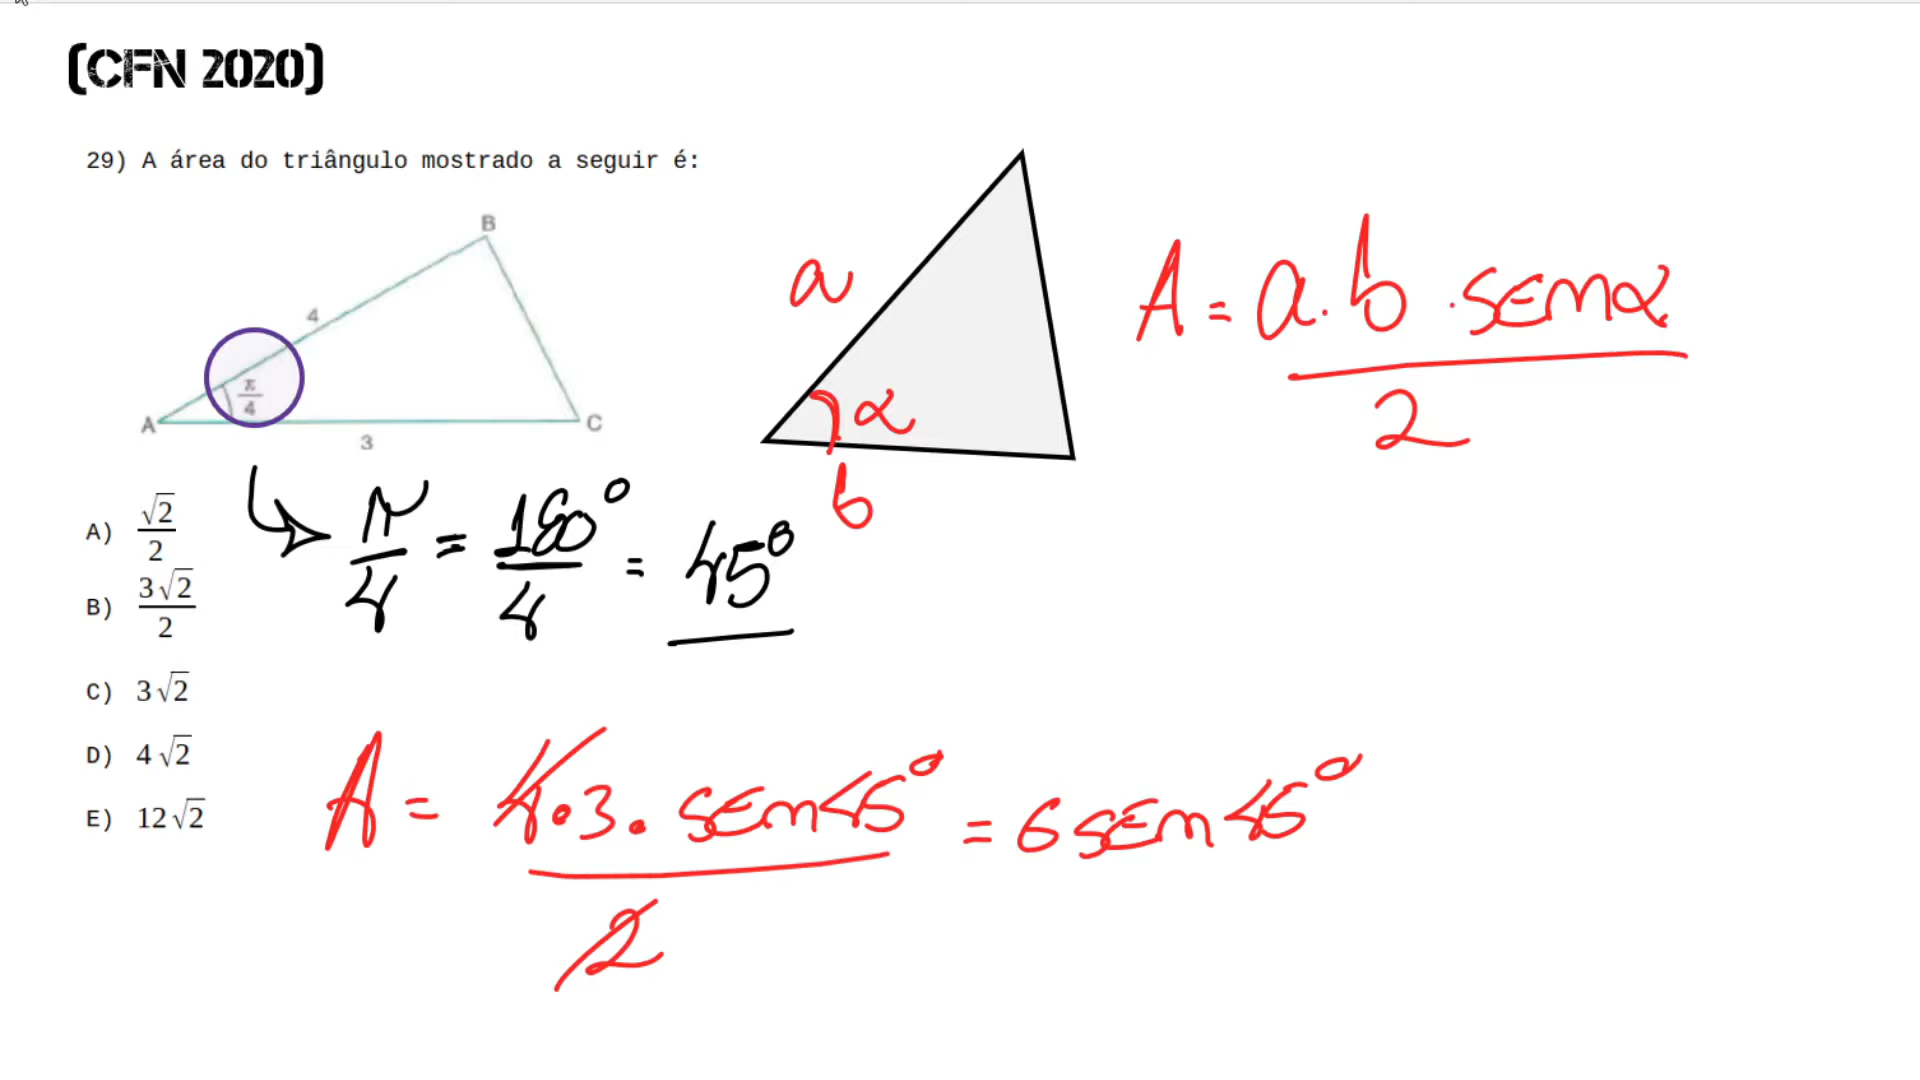 (CFN 2020)
29) A área do triângulo mostrado a seguir é:
B
4
π/4
A
C
3
a
α
b
A = a.b.senα / 2
A) √2/2
B) 3√2/2
C) 3√2
D) 4√2
E) 12√2
π/4 = 180°/4 = 45°
A = 4.3.sen45° / 2 = 6 sen45°